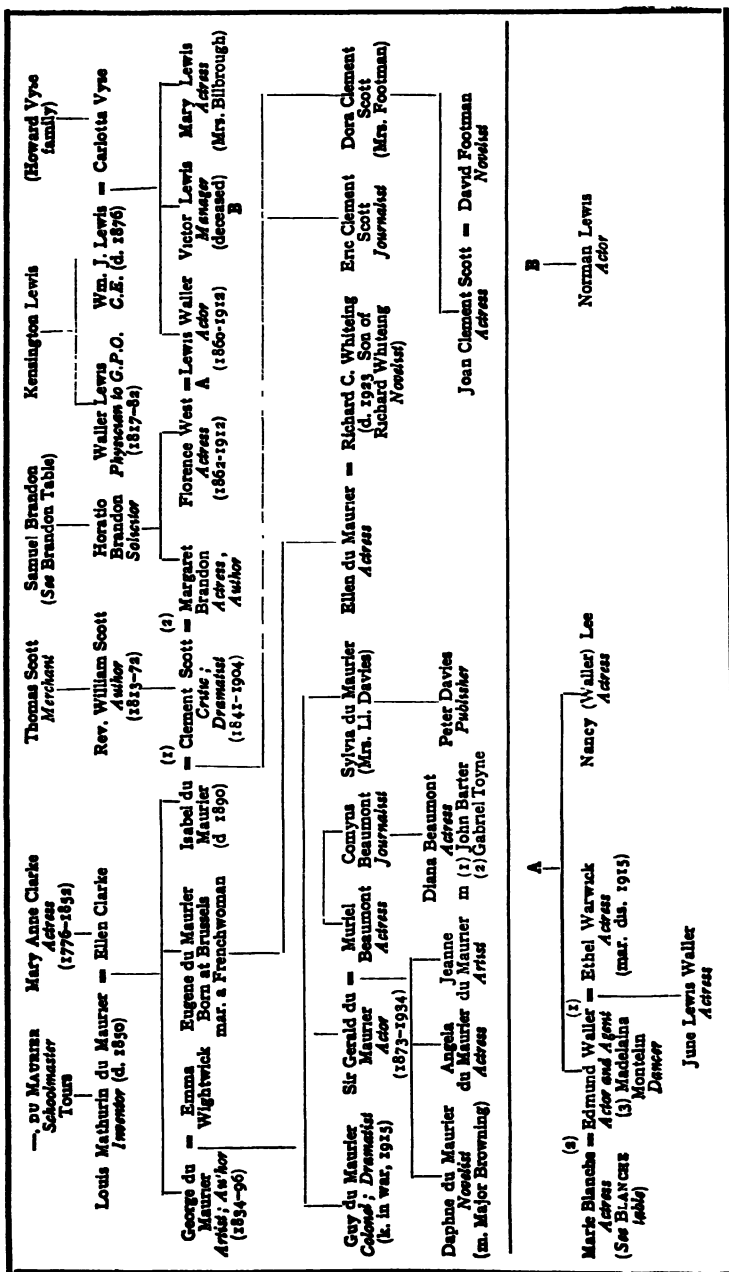 —. DU MAURIER
Schoolmaster
Tours
Mary Anne Clarke
Actress
(1776-1852)
Thomas Scott
Merchant
Samuel Brandon
(See Brandon Table)
Kensington Lewis
(Howard Vyse
family)
Louis Mathurin du Maurier = Ellen Clarke
Inventor (d. 1850)
Rev. William Scott
Author
(1813-72)
Horatio
Brandon
Solicitor
Waller Lewis
Physician to G.P.O.
(1817-82)
Wm. J. Lewis = Carlotta Vyse
C.E. (d. 1876)
George du = Emma
Maurier Wightwick
Artist; Author
(1834-96)
Eugene du Maurier
Born at Brussels
mar. a Frenchwoman
(1) (2)
Isabel du = Clement Scott = Margaret
Maurier Critic; Brandon
(d 1890) Dramatist Actress,
(1841-1904) Author
Florence West = Lewis Waller
Actress A Actor
(1862-1912) (1860-1912)
Victor Lewis
Manager
(deceased)
B
Mary Lewis
Actress
(Mrs. Bilbrough)
Guy du Maurier
Colonel; Dramatist
(k. in war, 1915)
Sir Gerald du = Muriel
Maurier Beaumont
Actor Actress
(1873-1934)
Comyns
Beaumont
Journalist
Sylvia du Maurier
(Mrs. Ll. Davies)
Ellen du Maurier = Richard C. Whiteing
Actress (d. 1923 Son of
Richard Whiteing
Novelist)
Eric Clement
Scott
Journalist
Dora Clement
Scott
(Mrs. Footman)
Daphne du Maurier
Novelist
(m. Major Browning)
Angela
du Maurier
Actress
Jeanne
du Maurier
Artist
Diana Beaumont
Actress
m (1) John Barter
(2) Gabriel Toyne
Peter Davies
Publisher
Joan Clement Scott = David Footman
Actress Novelist
A
B
(2) (1)
Marie Blanche = Edmund Waller = Ethel Warwick
Actress Actor and Agent Actress
(See BLANCHE (3) Madelaina (mar. dis. 1915)
table) Montelin
Dancer
Nancy (Waller) Lee
Actress
Norman Lewis
Actor
June Lewis Waller
Actress